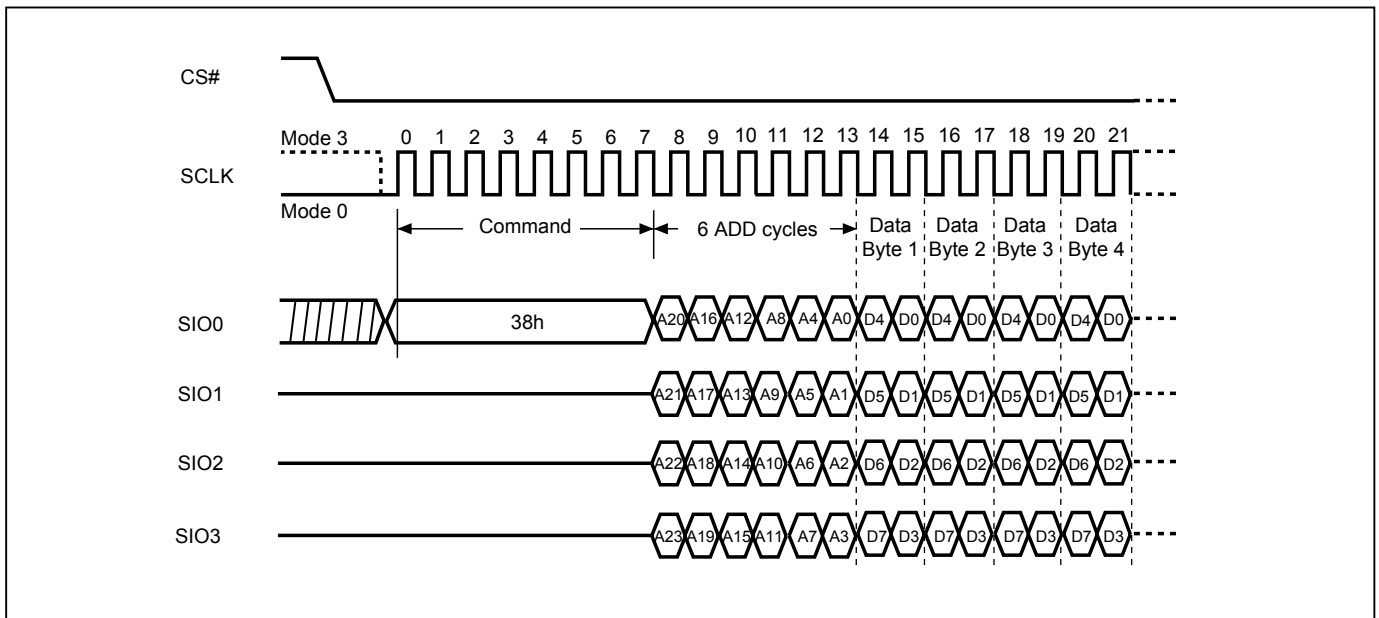 CS#
Mode 3
0 1 2 3 4 5 6 7 8 9 10 11 12 13 14 15 16 17 18 19 20 21
SCLK
Mode 0
Command
6 ADD cycles
Data Byte 1
Data Byte 2
Data Byte 3
Data Byte 4
SIO0
38h
A20 A16 A12 A8 A4 A0 D4 D0 D4 D0 D4 D0 D4 D0
SIO1
A21 A17 A13 A9 A5 A1 D5 D1 D5 D1 D5 D1 D5 D1
SIO2
A22 A18 A14 A10 A6 A2 D6 D2 D6 D2 D6 D2 D6 D2
SIO3
A23 A19 A15 A11 A7 A3 D7 D3 D7 D3 D7 D3 D7 D3